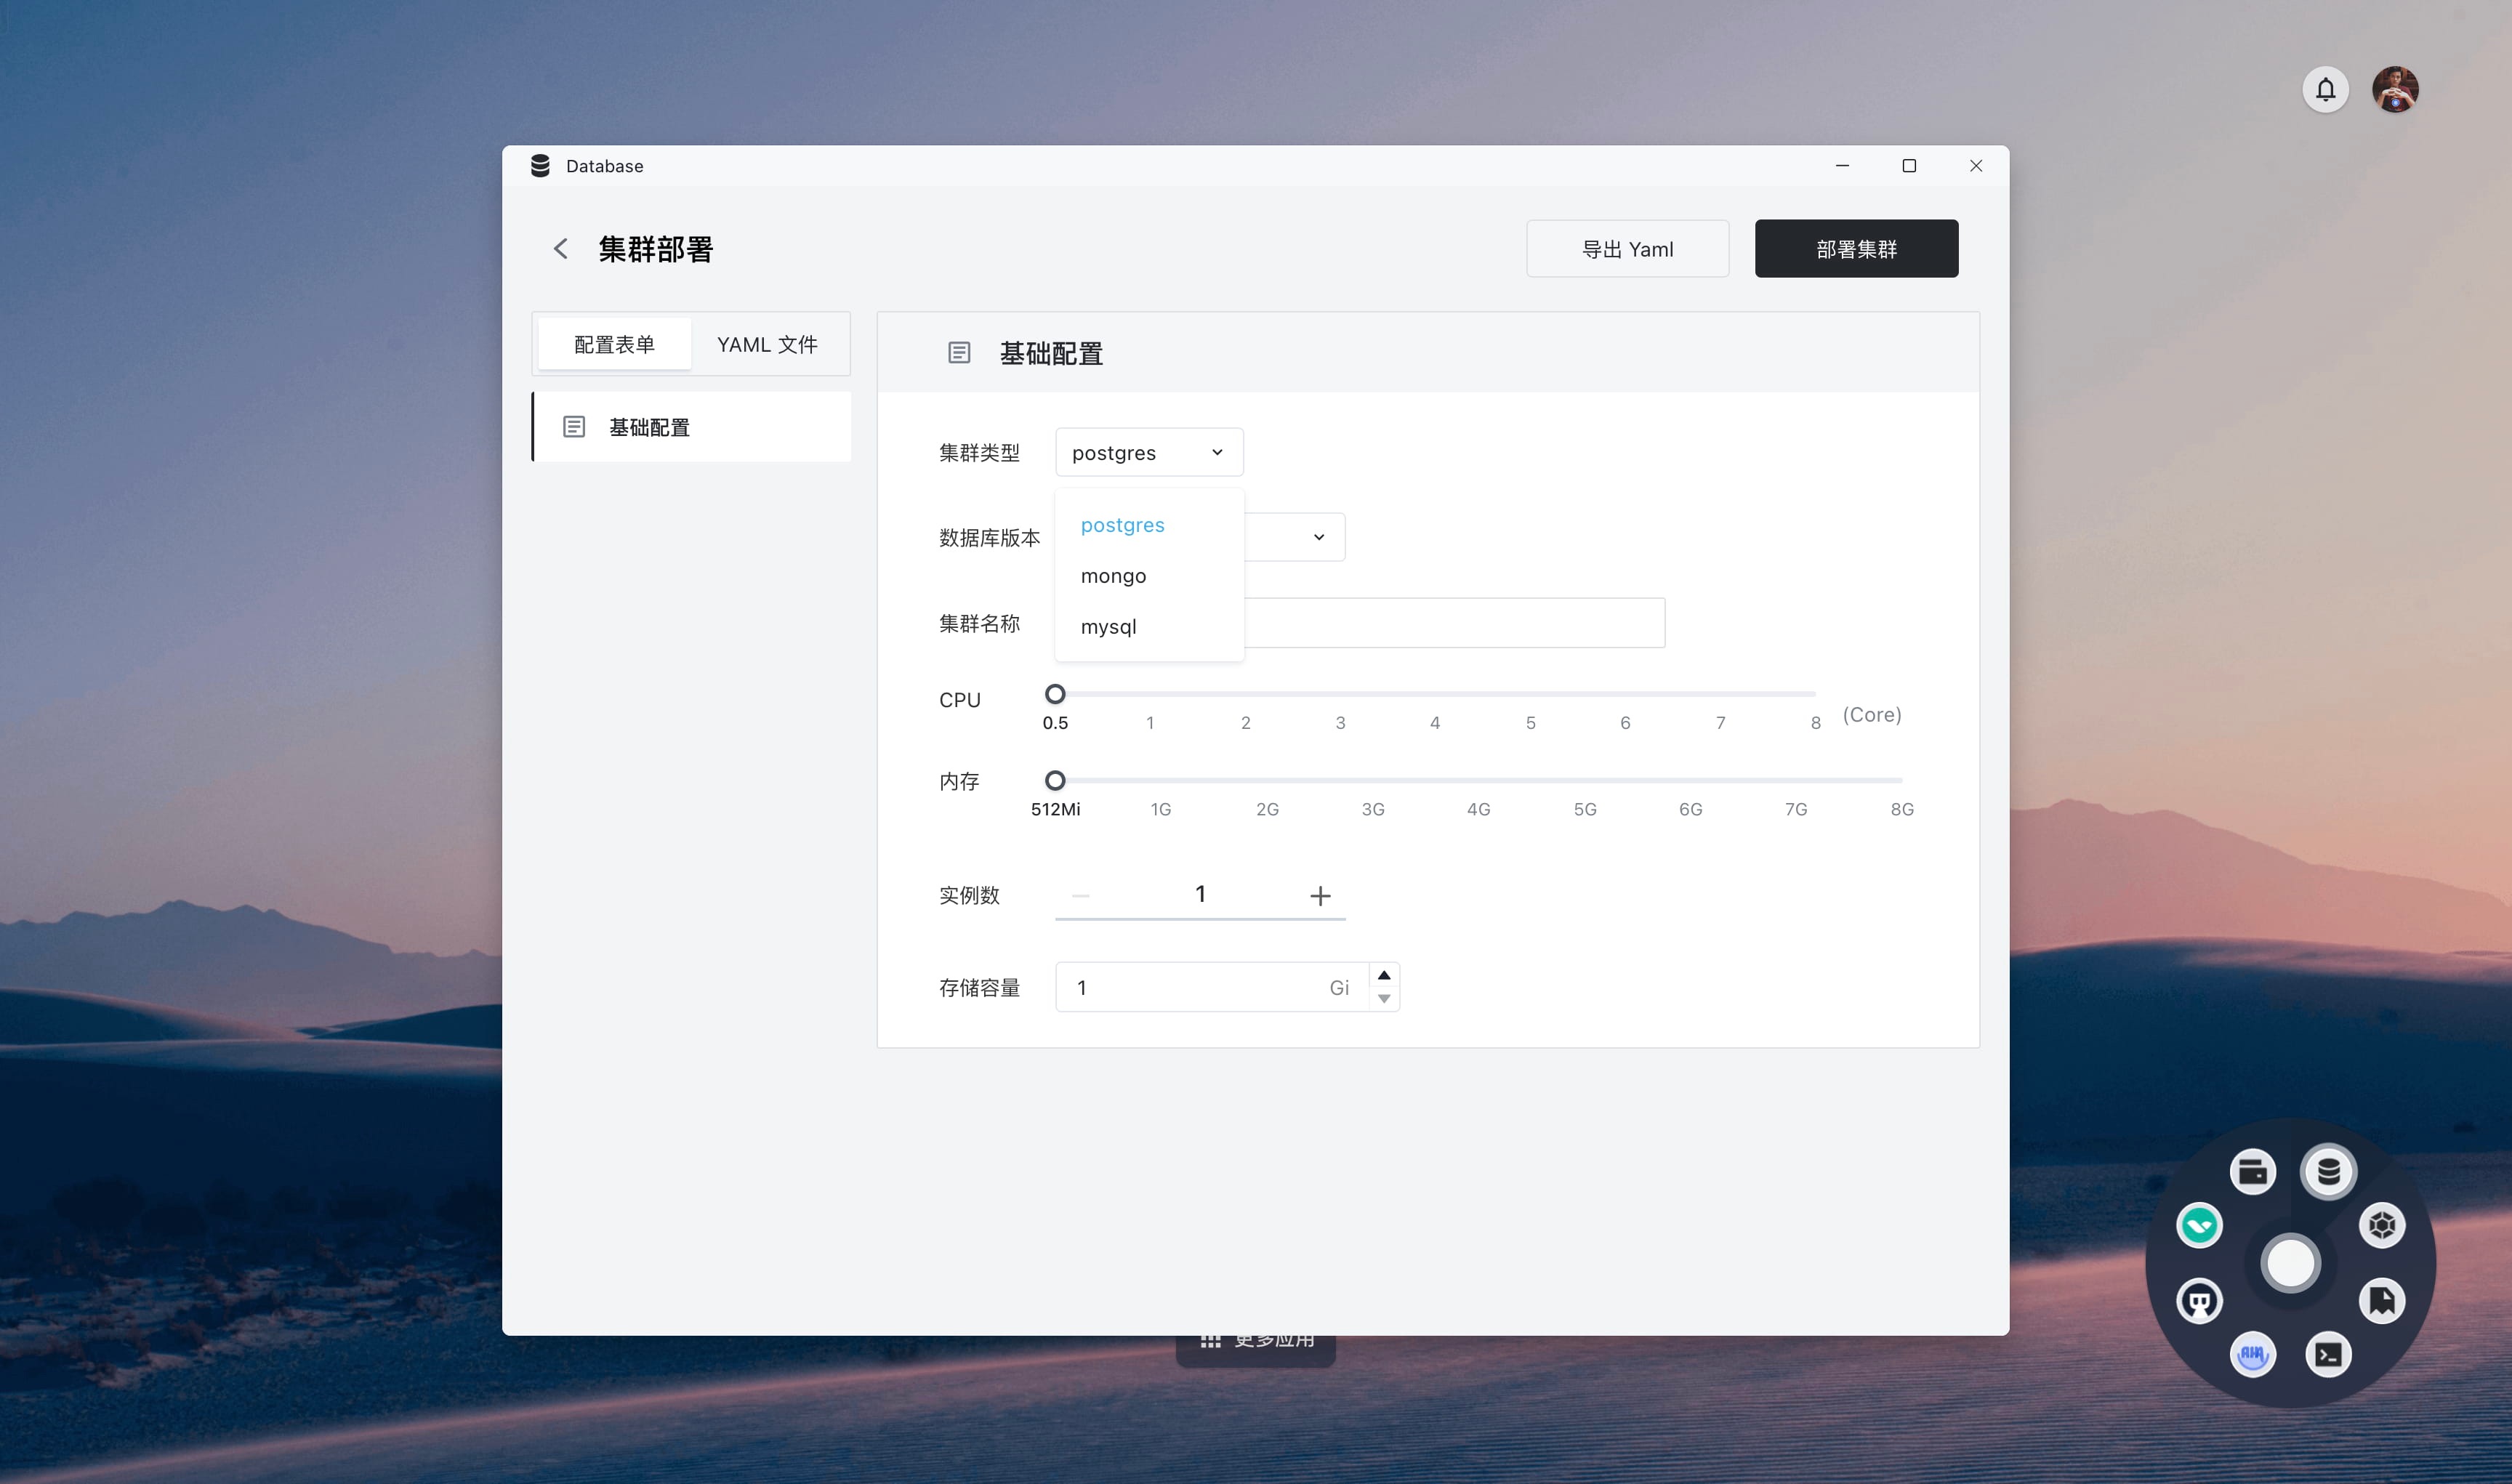 Database
集群部署
导出 Yaml
部署集群
配置表单
YAML 文件
基础配置
基础配置
集群类型
postgres
postgres
mongo
mysql
数据库版本
集群名称
CPU
0.5 1 2 3 4 5 6 7 8 (Core)
内存
512Mi 1G 2G 3G 4G 5G 6G 7G 8G
实例数
1
存储容量
1 Gi
更多应用